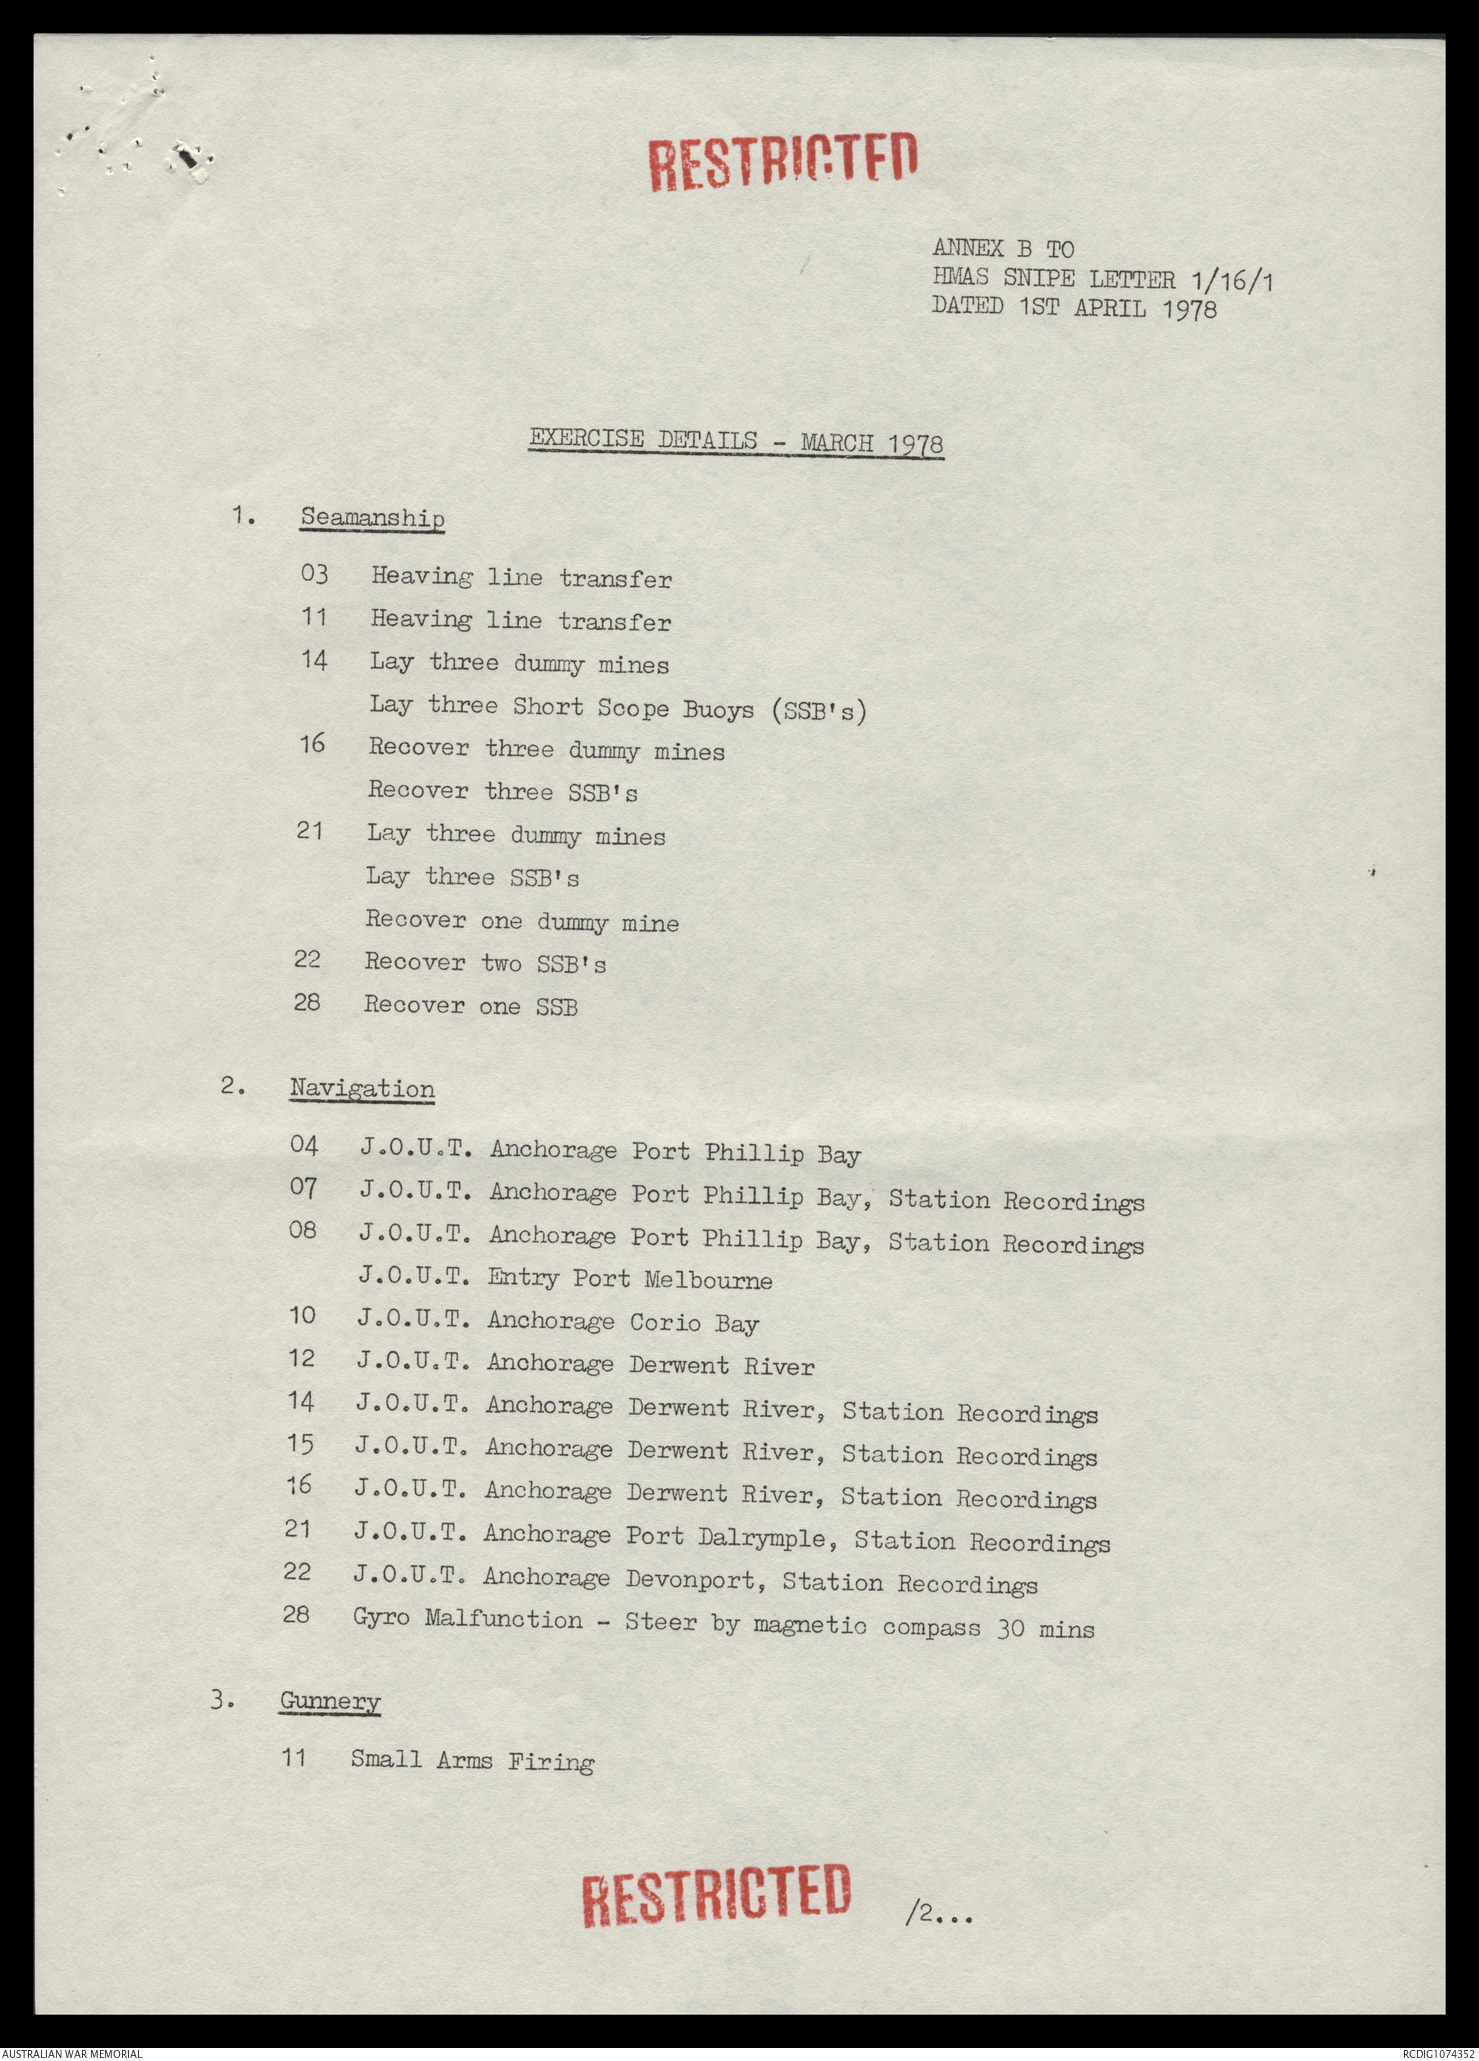 RESTRICTED
ANNEX B TO
HMAS SNIPE LETTER 1/16/1
DATED 1ST APRIL 1978
EXERCISE DETAILS - MARCH 1978
1. Seamanship
03 Heaving line transfer
11 Heaving line transfer
14 Lay three dummy mines
Lay three Short Scope Buoys (SSB's)
16 Recover three dummy mines
Recover three SSB's
21 Lay three dummy mines
Lay three SSB's
Recover one dummy mine
22 Recover two SSB's
28 Recover one SSB
2. Navigation
04 J.O.U.T. Anchorage Port Phillip Bay
07 J.O.U.T. Anchorage Port Phillip Bay, Station Recordings
08 J.O.U.T. Anchorage Port Phillip Bay, Station Recordings
J.O.U.T. Entry Port Melbourne
10 J.O.U.T. Anchorage Corio Bay
12 J.O.U.T. Anchorage Derwent River
14 J.O.U.T. Anchorage Derwent River, Station Recordings
15 J.O.U.T. Anchorage Derwent River, Station Recordings
16 J.O.U.T. Anchorage Derwent River, Station Recordings
21 J.O.U.T. Anchorage Port Dalrymple, Station Recordings
22 J.O.U.T. Anchorage Devonport, Station Recordings
28 Gyro Malfunction - Steer by magnetic compass 30 mins
3. Gunnery
11 Small Arms Firing
RESTRICTED
/2...
AUSTRALIAN WAR MEMORIAL
RCDIG1074352